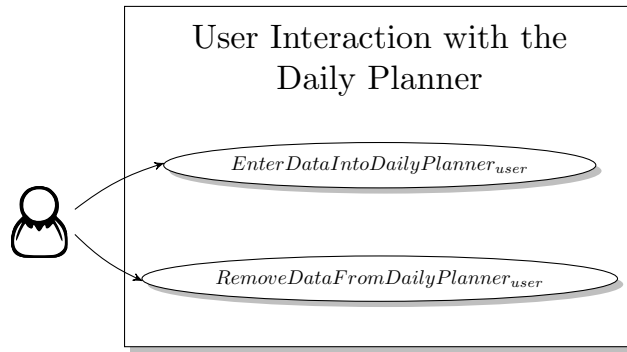 User Interaction with the
Daily Planner
EnterDataIntoDailyPlanner_user
RemoveDataFromDailyPlanner_user